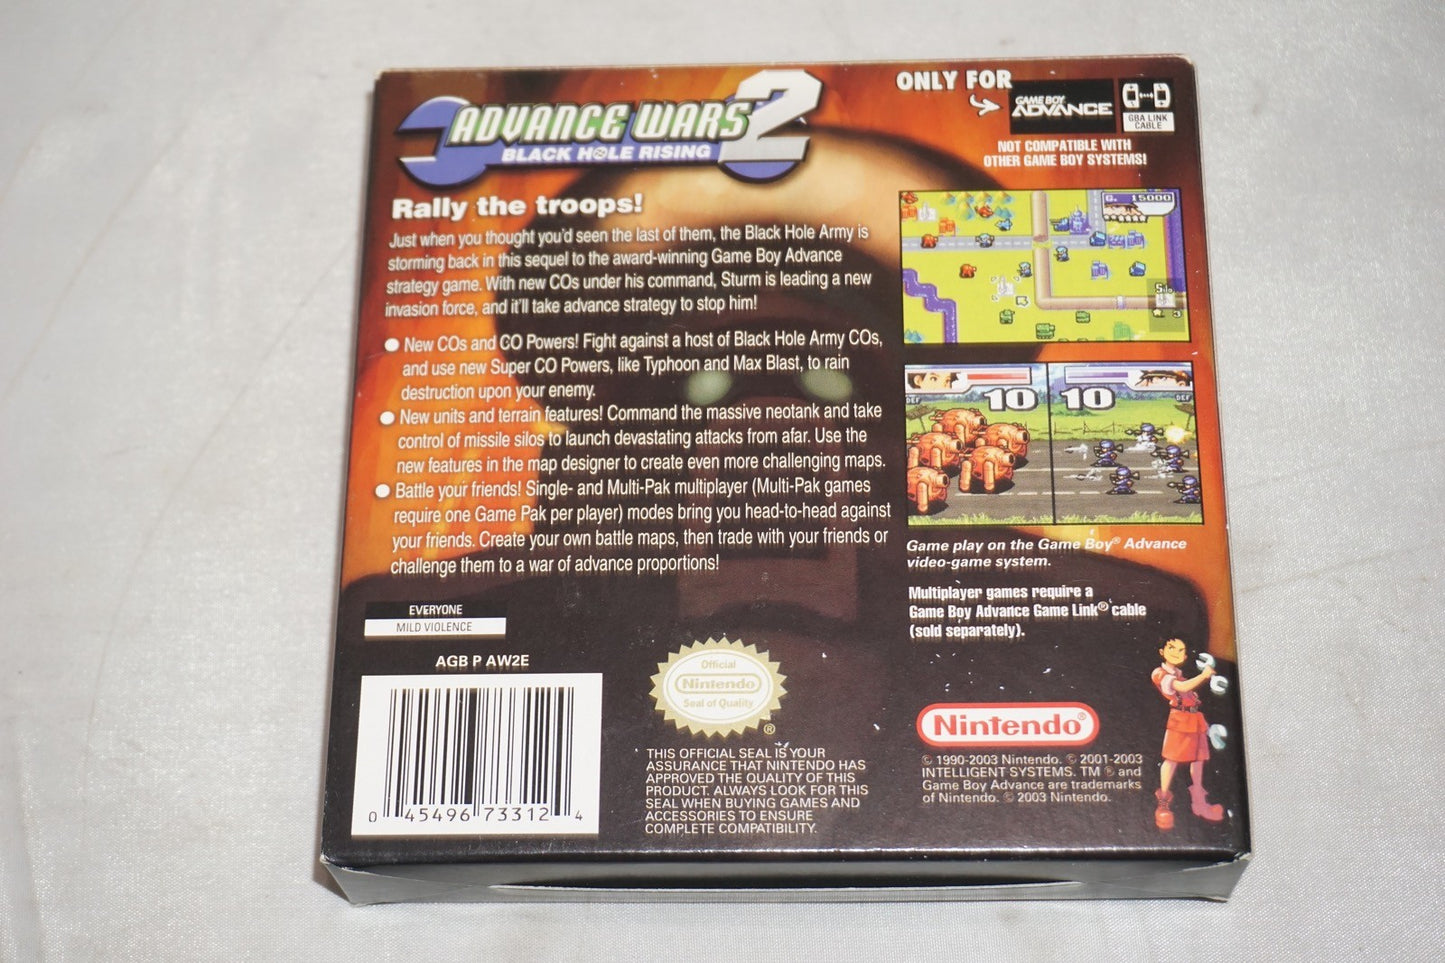 ADVANCE WARS 2
BLACK HOLE RISING
ONLY FOR
GAME BOY
ADVANCE
GBA LINK
CABLE
NOT COMPATIBLE WITH
OTHER GAME BOY SYSTEMS!
Rally the troops!
Just when you thought you'd seen the last of them, the Black Hole Army is
storming back in this sequel to the award-winning Game Boy Advance
strategy game. With new COs under his command, Sturm is leading a new
invasion force, and it'll take advance strategy to stop him!
● New COs and CO Powers! Fight against a host of Black Hole Army COs,
and use new Super CO Powers, like Typhoon and Max Blast, to rain
destruction upon your enemy.
● New units and terrain features! Command the massive neotank and take
control of missile silos to launch devastating attacks from afar. Use the
new features in the map designer to create even more challenging maps.
● Battle your friends! Single- and Multi-Pak multiplayer (Multi-Pak games
require one Game Pak per player) modes bring you head-to-head against
your friends. Create your own battle maps, then trade with your friends or
challenge them to a war of advance proportions!
G. 15000
Silo
3
DEF 10 10 DEF
Game play on the Game Boy® Advance
video-game system.
Multiplayer games require a
Game Boy Advance Game Link® cable
(sold separately).
EVERYONE
MILD VIOLENCE
AGB P AW2E
0 45496 73312 4
Official
Nintendo
Seal of Quality
®
THIS OFFICIAL SEAL IS YOUR
ASSURANCE THAT NINTENDO HAS
APPROVED THE QUALITY OF THIS
PRODUCT. ALWAYS LOOK FOR THIS
SEAL WHEN BUYING GAMES AND
ACCESSORIES TO ENSURE
COMPLETE COMPATIBILITY.
Nintendo®
© 1990-2003 Nintendo. © 2001-2003
INTELLIGENT SYSTEMS. TM ® and
Game Boy Advance are trademarks
of Nintendo. © 2003 Nintendo.